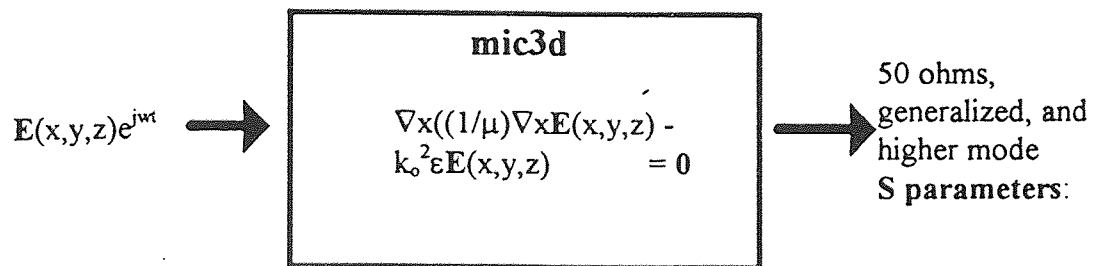 mic3d
E(x,y,z)e^jwt
∇x((1/μ)∇xE(x,y,z) -
k₀²εE(x,y,z) = 0
50 ohms,
generalized, and
higher mode
S parameters: